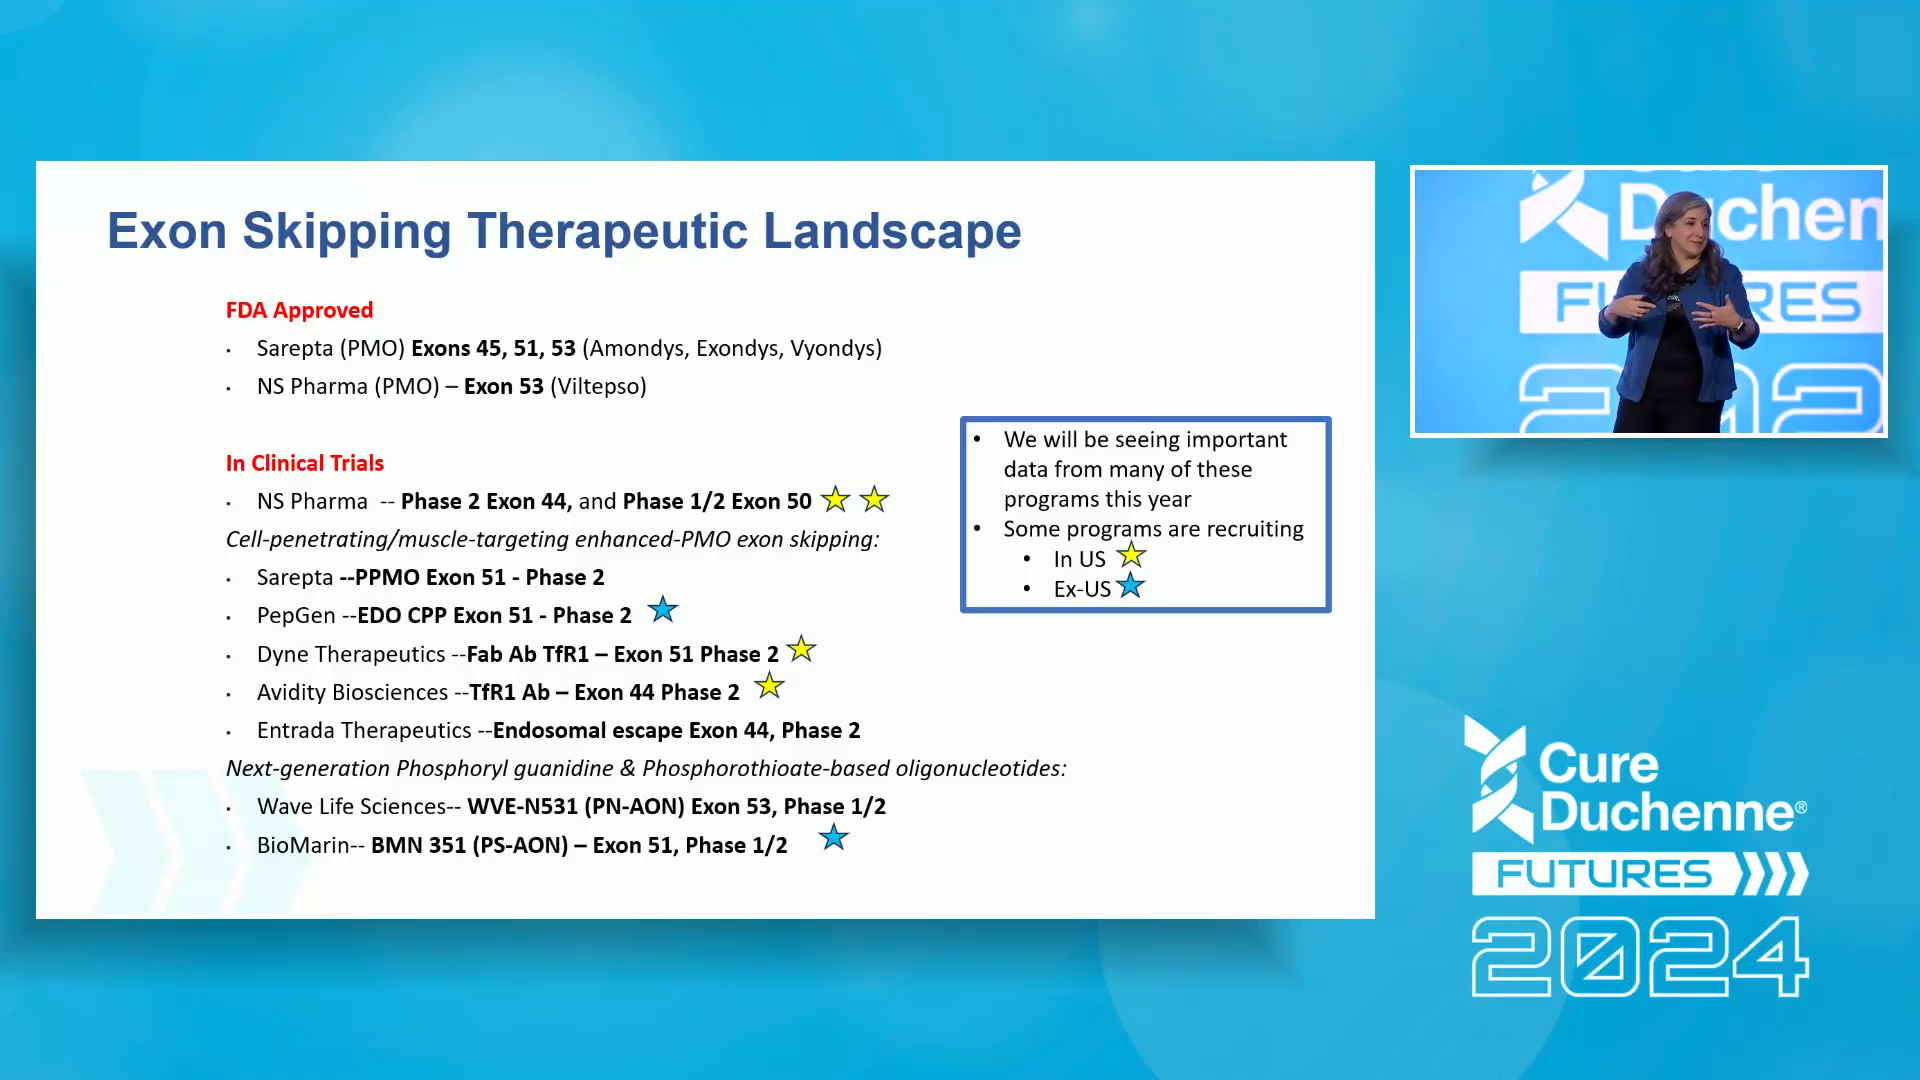 Exon Skipping Therapeutic Landscape
FDA Approved
• Sarepta (PMO) Exons 45, 51, 53 (Amondys, Exondys, Vyondys)
• NS Pharma (PMO) – Exon 53 (Viltepso)
In Clinical Trials
• NS Pharma -- Phase 2 Exon 44, and Phase 1/2 Exon 50
Cell-penetrating/muscle-targeting enhanced-PMO exon skipping:
• Sarepta --PPMO Exon 51 - Phase 2
• PepGen --EDO CPP Exon 51 - Phase 2
• Dyne Therapeutics --Fab Ab TfR1 – Exon 51 Phase 2
• Avidity Biosciences --TfR1 Ab – Exon 44 Phase 2
• Entrada Therapeutics --Endosomal escape Exon 44, Phase 2
Next-generation Phosphoryl guanidine & Phosphorothioate-based oligonucleotides:
• Wave Life Sciences-- WVE-N531 (PN-AON) Exon 53, Phase 1/2
• BioMarin-- BMN 351 (PS-AON) – Exon 51, Phase 1/2
• We will be seeing important
data from many of these
programs this year
• Some programs are recruiting
• In US
• Ex-US
Cure
Duchenne®
FUTURES
2024